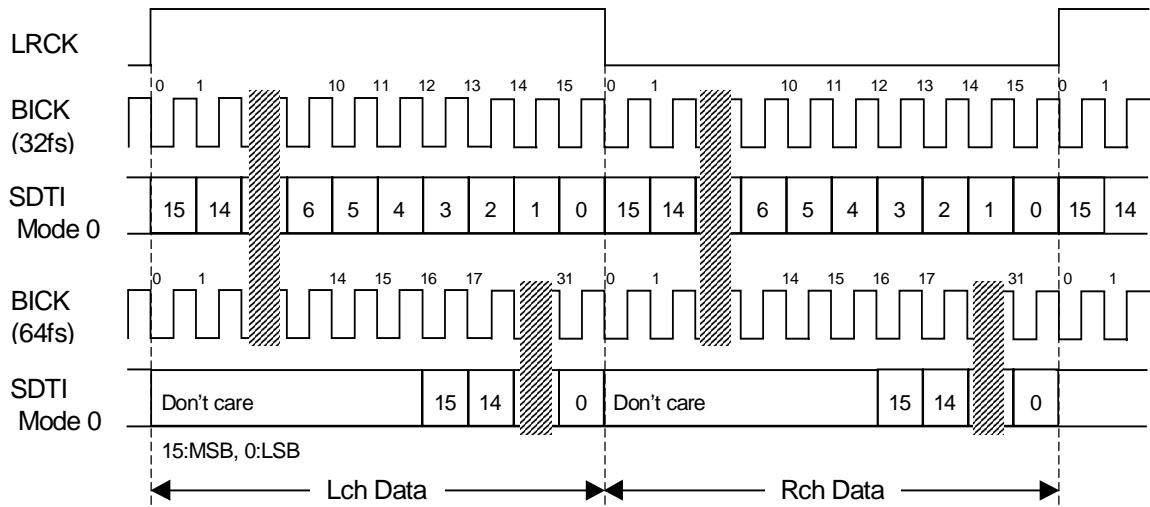 LRCK
0 1 10 11 12 13 14 15 0 1 10 11 12 13 14 15 0 1
BICK
(32fs)
SDTI
Mode 0
15 14 6 5 4 3 2 1 0 15 14 6 5 4 3 2 1 0 15 14
0 1 14 15 16 17 31 0 1 14 15 16 17 31 0 1
BICK
(64fs)
SDTI
Mode 0
Don't care 15 14 0 Don't care 15 14 0
15:MSB, 0:LSB
Lch Data Rch Data